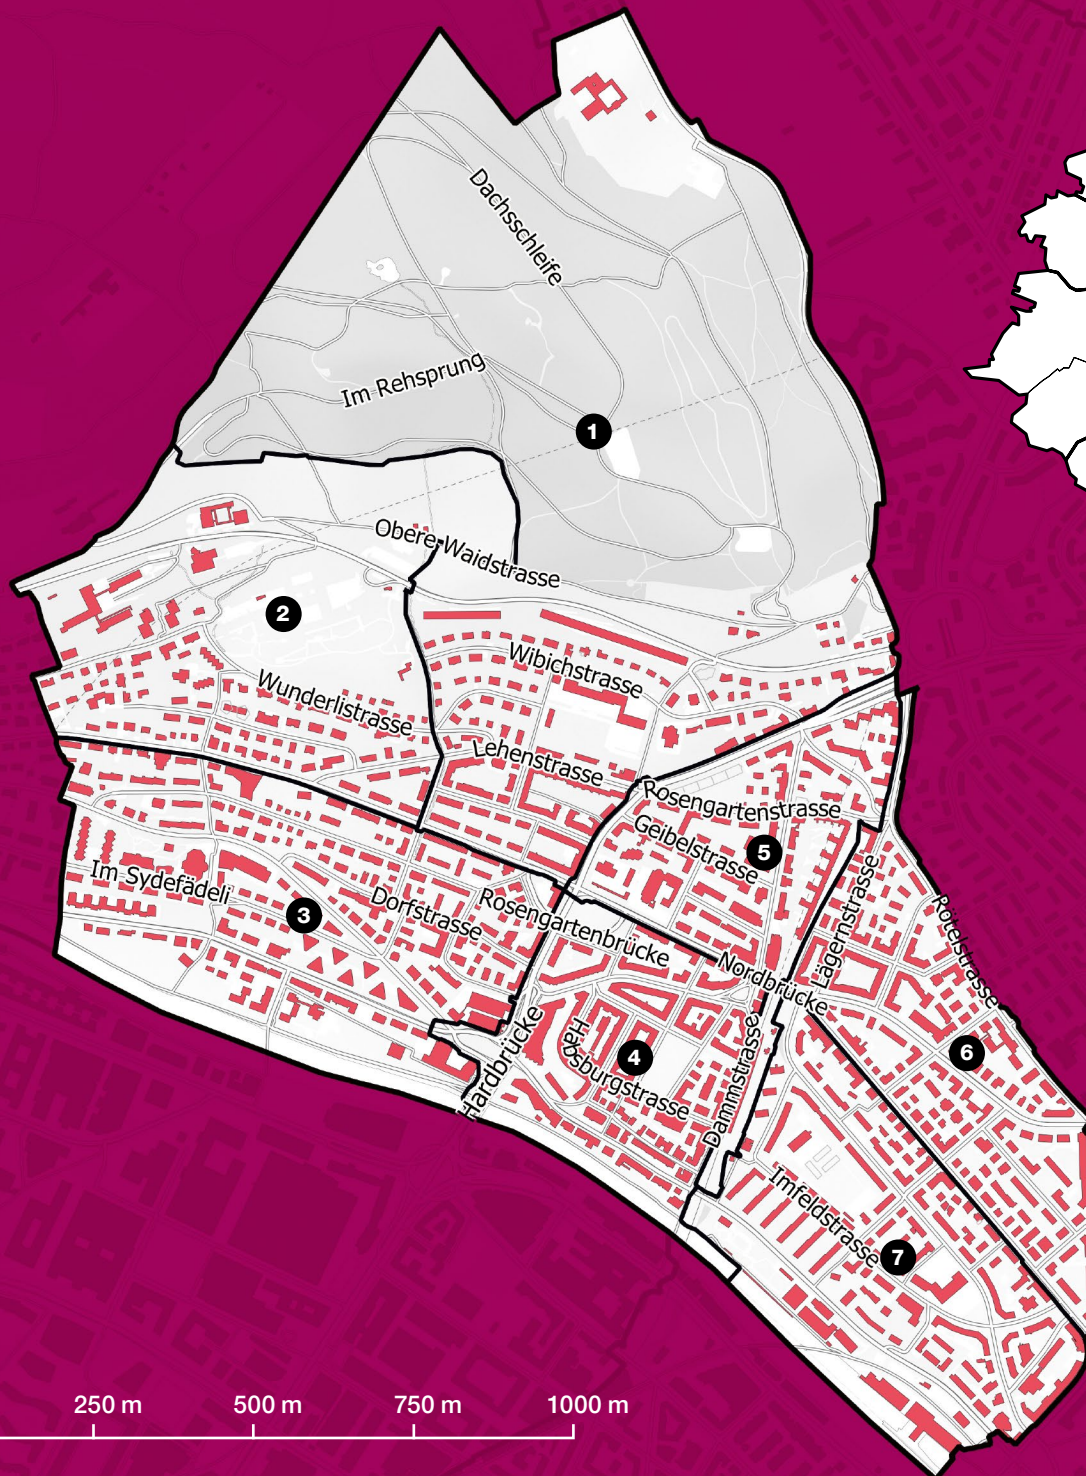 Dachsschleife
Im Rehsprung
1
Obere Waidstrasse
2
Wibichstrasse
Wunderlistrasse
Lehenstrasse
Rosengartenstrasse
Geibelstrasse
5
Im Sydefädeli
3
Dorfstrasse
Rosengartenbrücke
Lägernstrasse
Nordbrücke
Rötelstrasse
Hardbrücke
Habsburgstrasse
4
Dammstrasse
6
Imfeldstrasse
7
250 m 500 m 750 m 1000 m